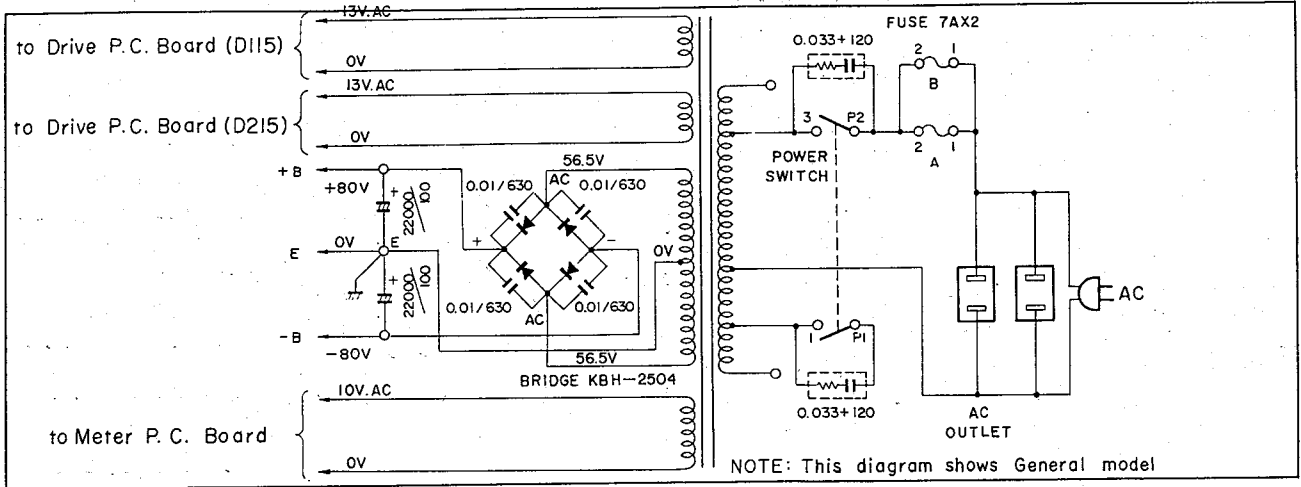 13V.AC
to Drive P.C. Board (D115)
0V
13V.AC
to Drive P.C. Board (D215)
0V
+B
+80V
+
22000/100
E
0V
E
+
22000/100
-B
-80V
56.5V
AC
0.01/630
0.01/630
+
-
0V
0.01/630
0.01/630
AC
56.5V
BRIDGE KBH-2504
10V.AC
to Meter P. C. Board
0V
FUSE 7AX2
0.033+120
2 1
B
3 P2
2 1
A
POWER
SWITCH
AC
1 P1
0.033+120
AC
OUTLET
NOTE: This diagram shows General model